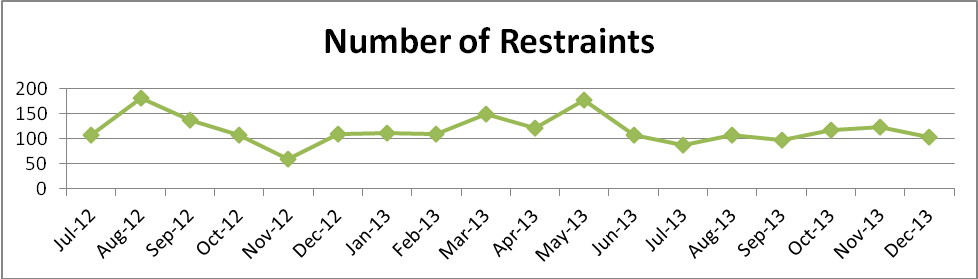 Number of Restraints
200
150
100
50
0
Jul-12 Aug-12 Sep-12 Oct-12 Nov-12 Dec-12 Jan-13 Feb-13 Mar-13 Apr-13 May-13 Jun-13 Jul-13 Aug-13 Sep-13 Oct-13 Nov-13 Dec-13